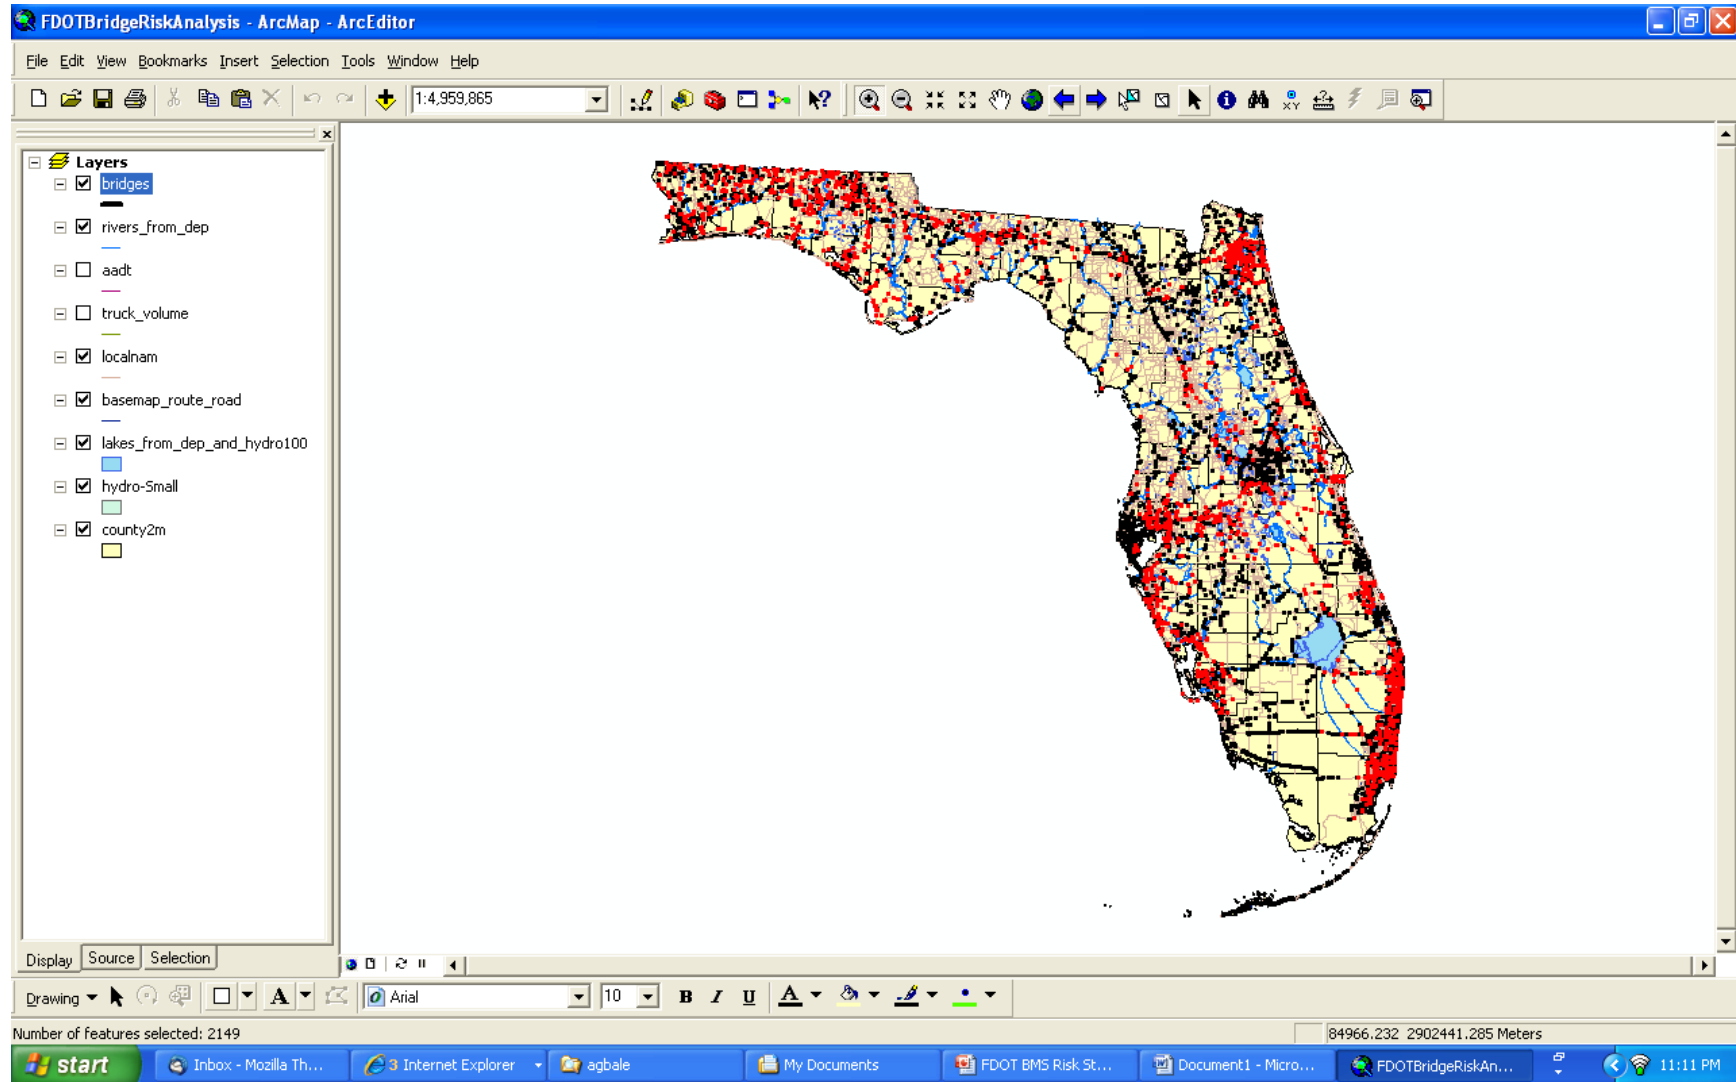 FDOTBridgeRiskAnalysis - ArcMap - ArcEditor
File Edit View Bookmarks Insert Selection Tools Window Help
1:4,959,865
Layers
bridges
rivers_from_dep
aadt
truck_volume
localnam
basemap_route_road
lakes_from_dep_and_hydro100
hydro-Small
county2m
Display Source Selection
Drawing A Arial 10 B I U A
Number of features selected: 2149
84966.232 2902441.285 Meters
start Inbox - Mozilla Th... 3 Internet Explorer agbale My Documents FDOT BMS Risk St... Document1 - Micro... FDOTBridgeRiskAn... 11:11 PM